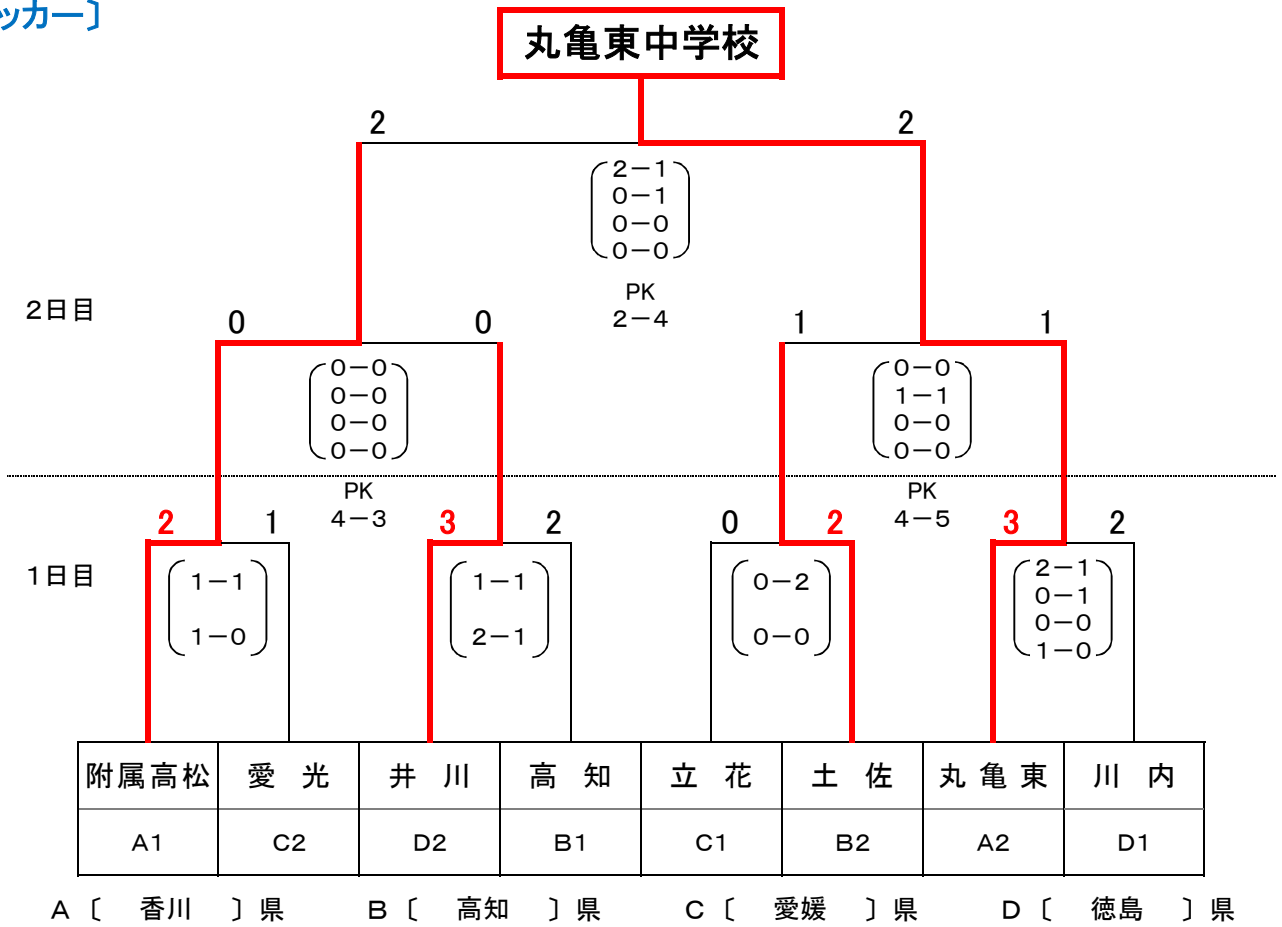 ッカー〕
丸亀東中学校
2 2
2－1
0－1
0－0
0－0
PK
2－4
2日目
0 0 1 1
0－0 0－0
0－0 1－1
0－0 0－0
0－0 0－0
PK PK
4－3 4－5
2 1 3 2 0 2 3 2
1日目
1－1 1－1 0－2 2－1
0－1
0－0
1－0 2－1 0－0 1－0
附属高松 愛 光 井 川 高 知 立 花 土 佐 丸 亀 東 川 内
A1 C2 D2 B1 C1 B2 A2 D1
A〔 香川 〕県 B〔 高知 〕県 C〔 愛媛 〕県 D〔 徳島 〕県